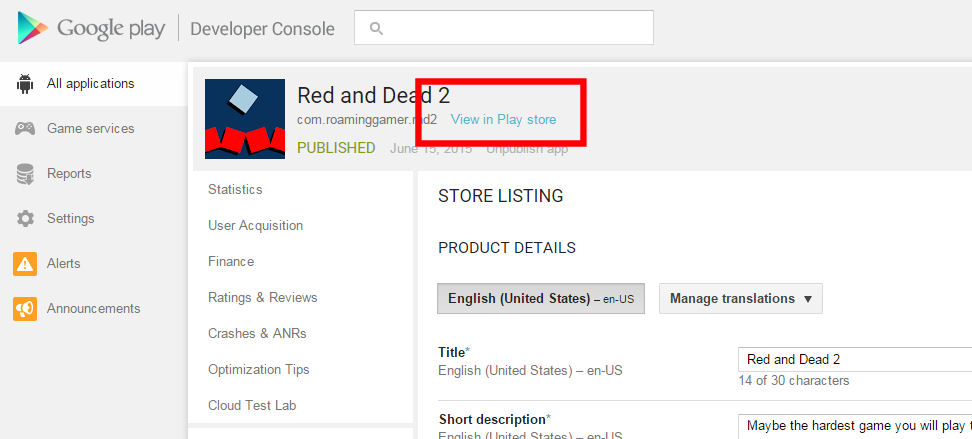 Google play Developer Console
All applications
Game services
Reports
Settings
Alerts
Announcements
Red and Dead 2
com.roaminggamer.rad2 View in Play store
PUBLISHED June 15, 2015 Unpublish app
Statistics
User Acquisition
Finance
Ratings & Reviews
Crashes & ANRs
Optimization Tips
Cloud Test Lab
STORE LISTING
PRODUCT DETAILS
English (United States) – en-US Manage translations
Title* Red and Dead 2
English (United States) – en-US 14 of 30 characters
Short description* Maybe the hardest game you will play
English (United States) – en-US